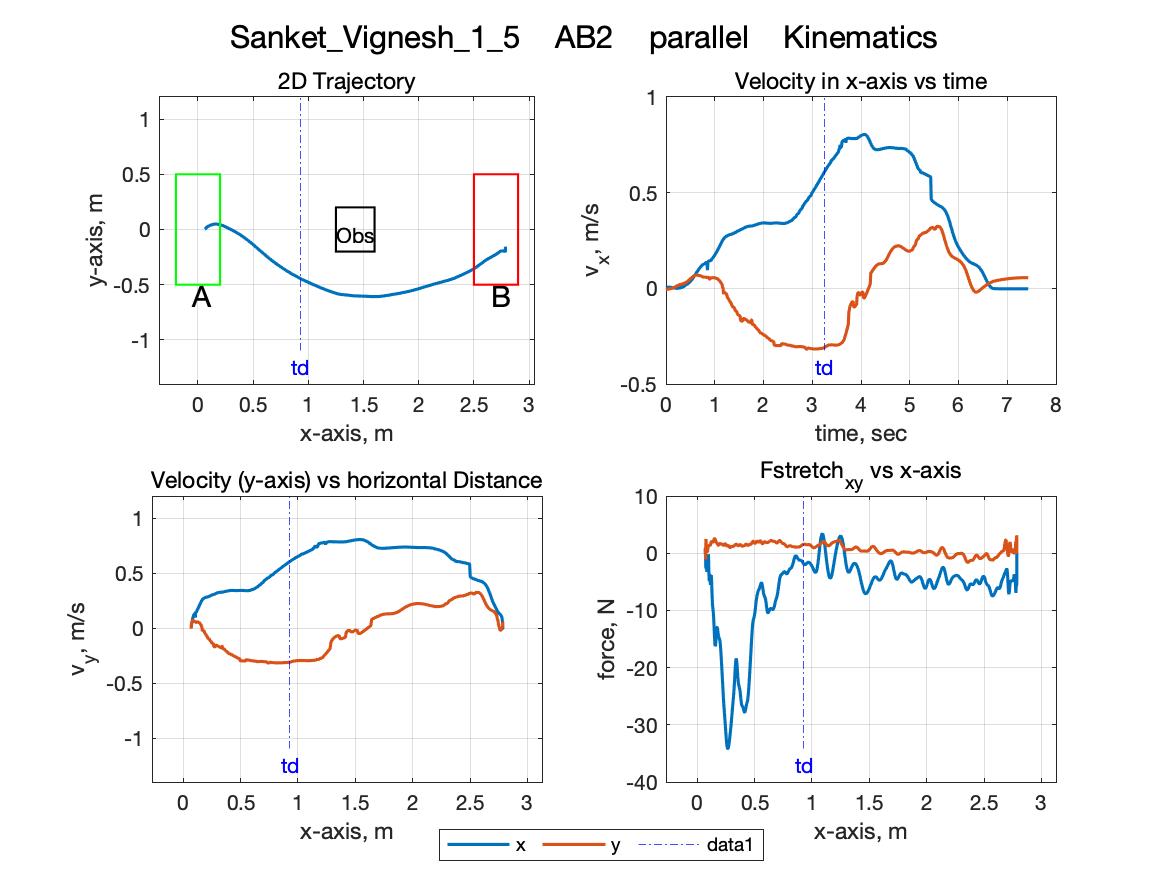 Sanket_Vignesh_1_5 AB2 parallel Kinematics
2D Trajectory
1
0.5
0
-0.5
-1
y-axis, m
Obs
A
B
td
0 0.5 1 1.5 2 2.5 3
x-axis, m
Velocity in x-axis vs time
1
0.5
0
-0.5
vx, m/s
td
0 1 2 3 4 5 6 7 8
time, sec
Velocity (y-axis) vs horizontal Distance
1
0.5
0
-0.5
-1
vy, m/s
td
0 0.5 1 1.5 2 2.5 3
x-axis, m
Fstretchxy vs x-axis
10
0
-10
-20
-30
-40
force, N
td
0 0.5 1 1.5 2 2.5 3
x-axis, m
x y data1